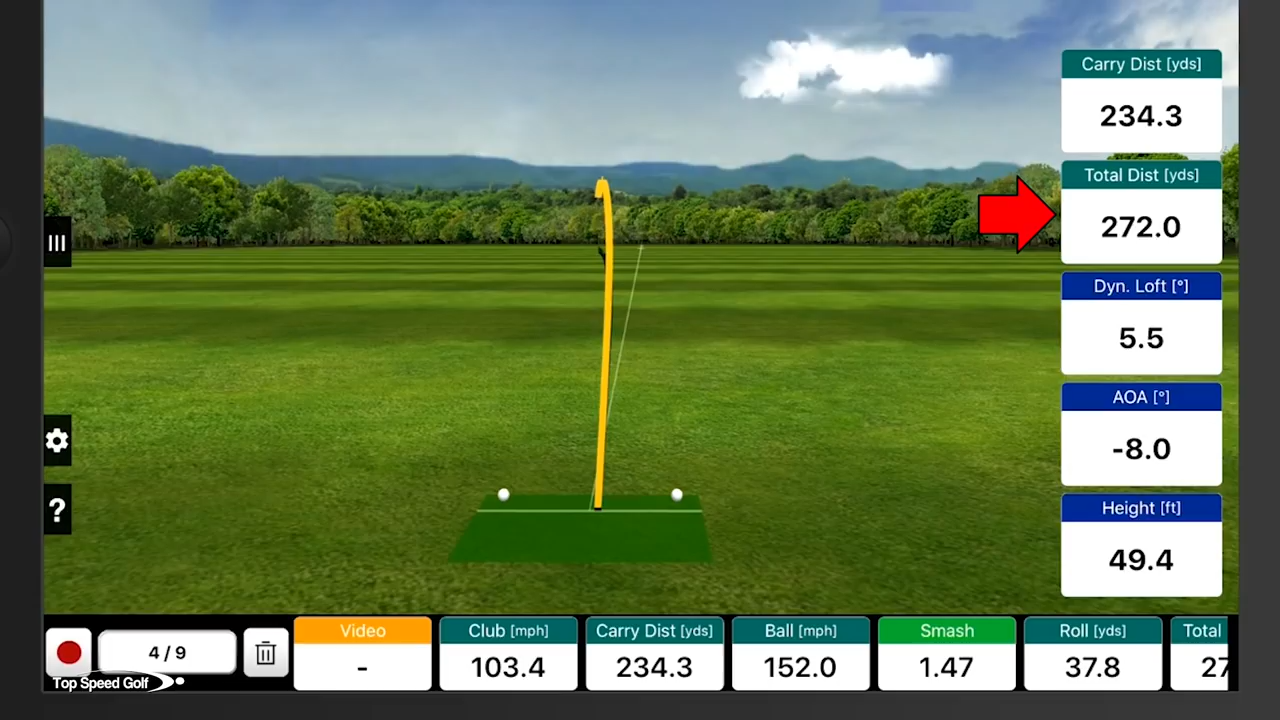 Carry Dist [yds]
234.3
Total Dist [yds]
272.0
Dyn. Loft [°]
5.5
AOA [°]
-8.0
Height [ft]
49.4
?
4 / 9
Video
-
Club [mph]
103.4
Carry Dist [yds]
234.3
Ball [mph]
152.0
Smash
1.47
Roll [yds]
37.8
Total
27
Top Speed Golf